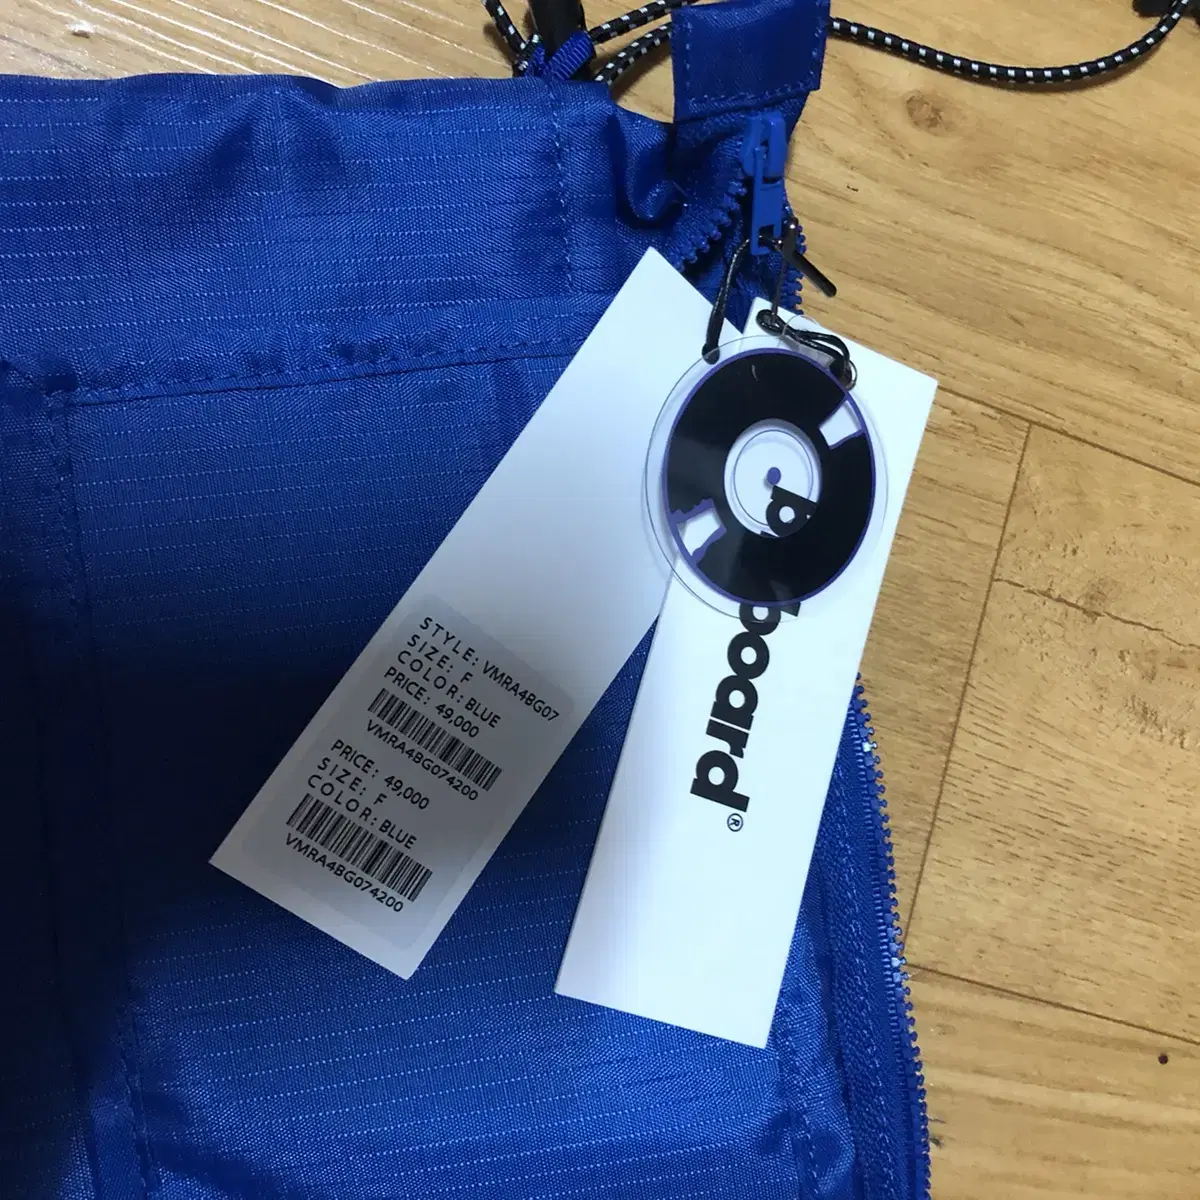 STYLE: VMRA4BG07
SIZE: F
COLOR: BLUE
PRICE: 49,000
VMRA4BG074200
PRICE: 49,000
SIZE: F
COLOR: BLUE
VMRA4BG074200
board®